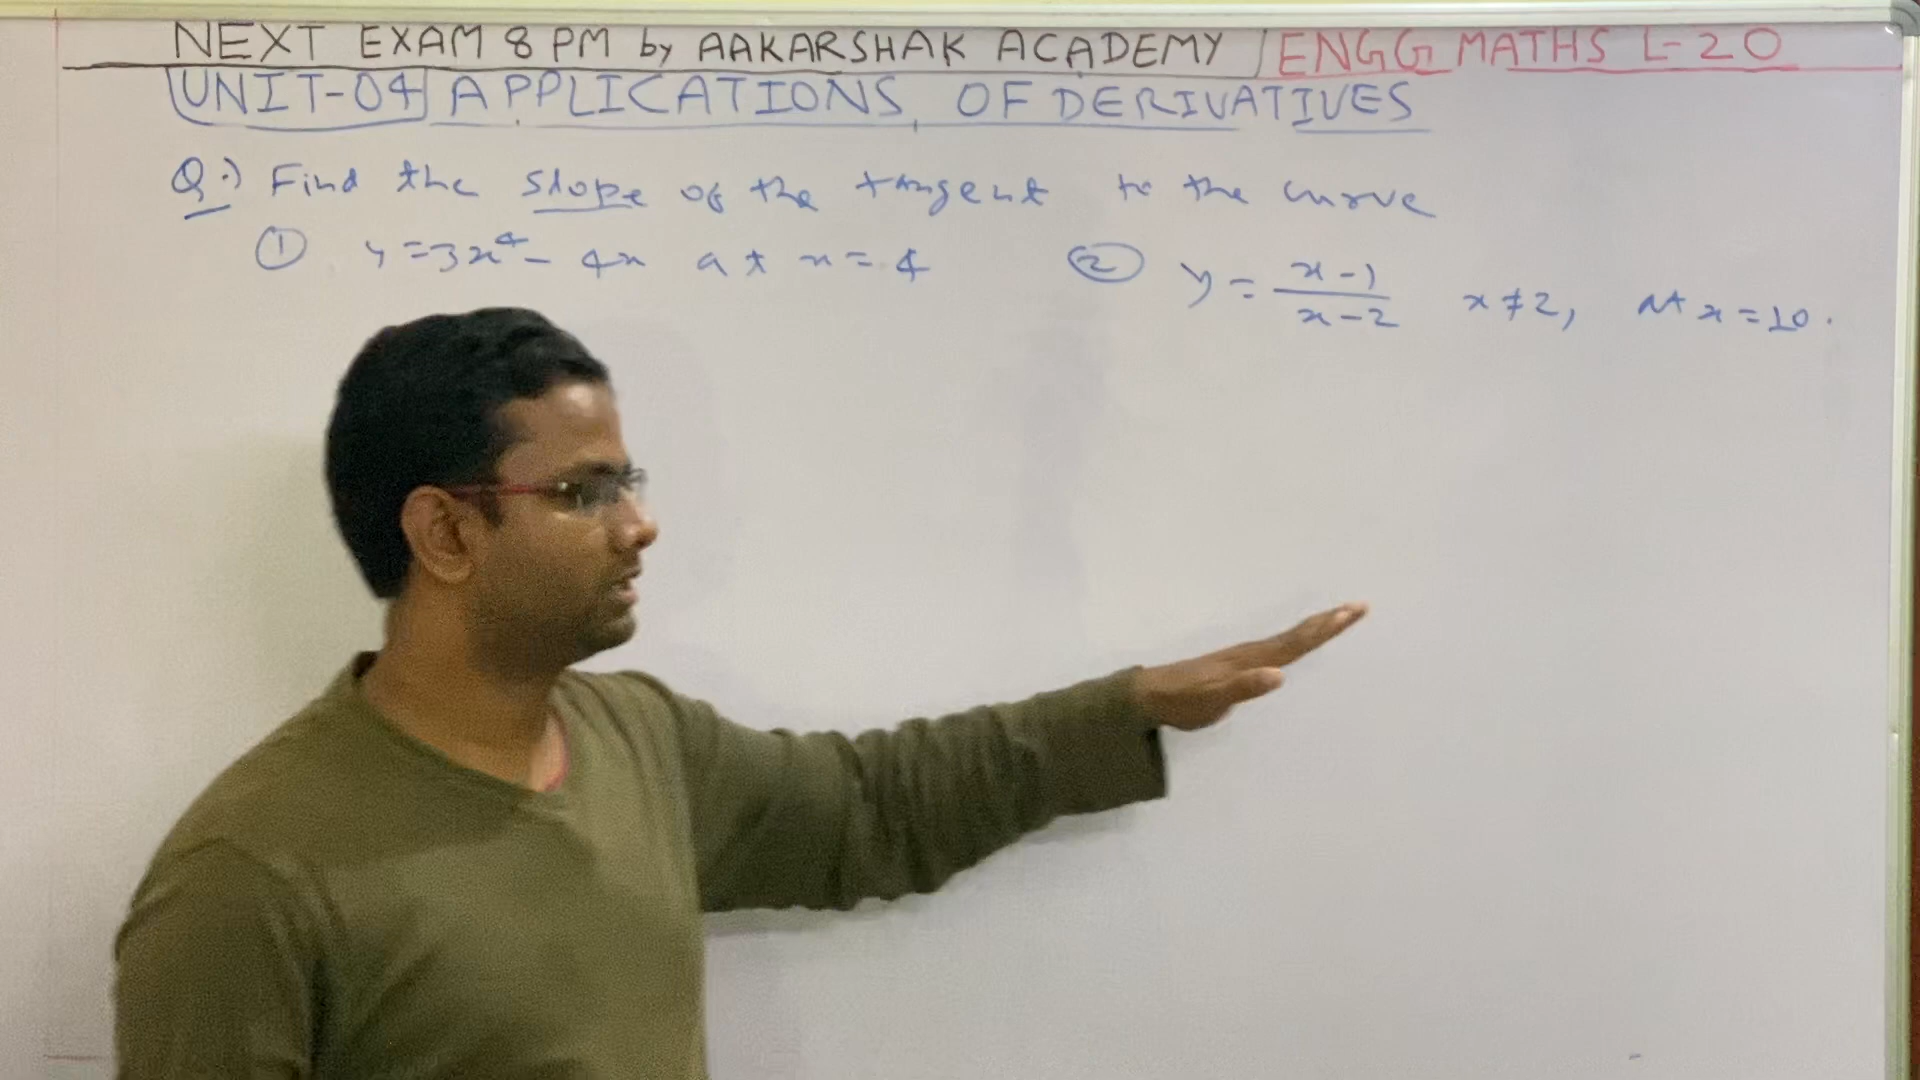 NEXT EXAM 8 PM by AAKARSHAK ACADEMY ENGG MATHS L-20
UNIT-04 APPLICATIONS OF DERIVATIVES
Q.) Find the slope of the tangent to the curve
① y = 3x⁴ - 4x at x = 4 ② y = (x-1)/(x-2) x ≠ 2, at x = 10.